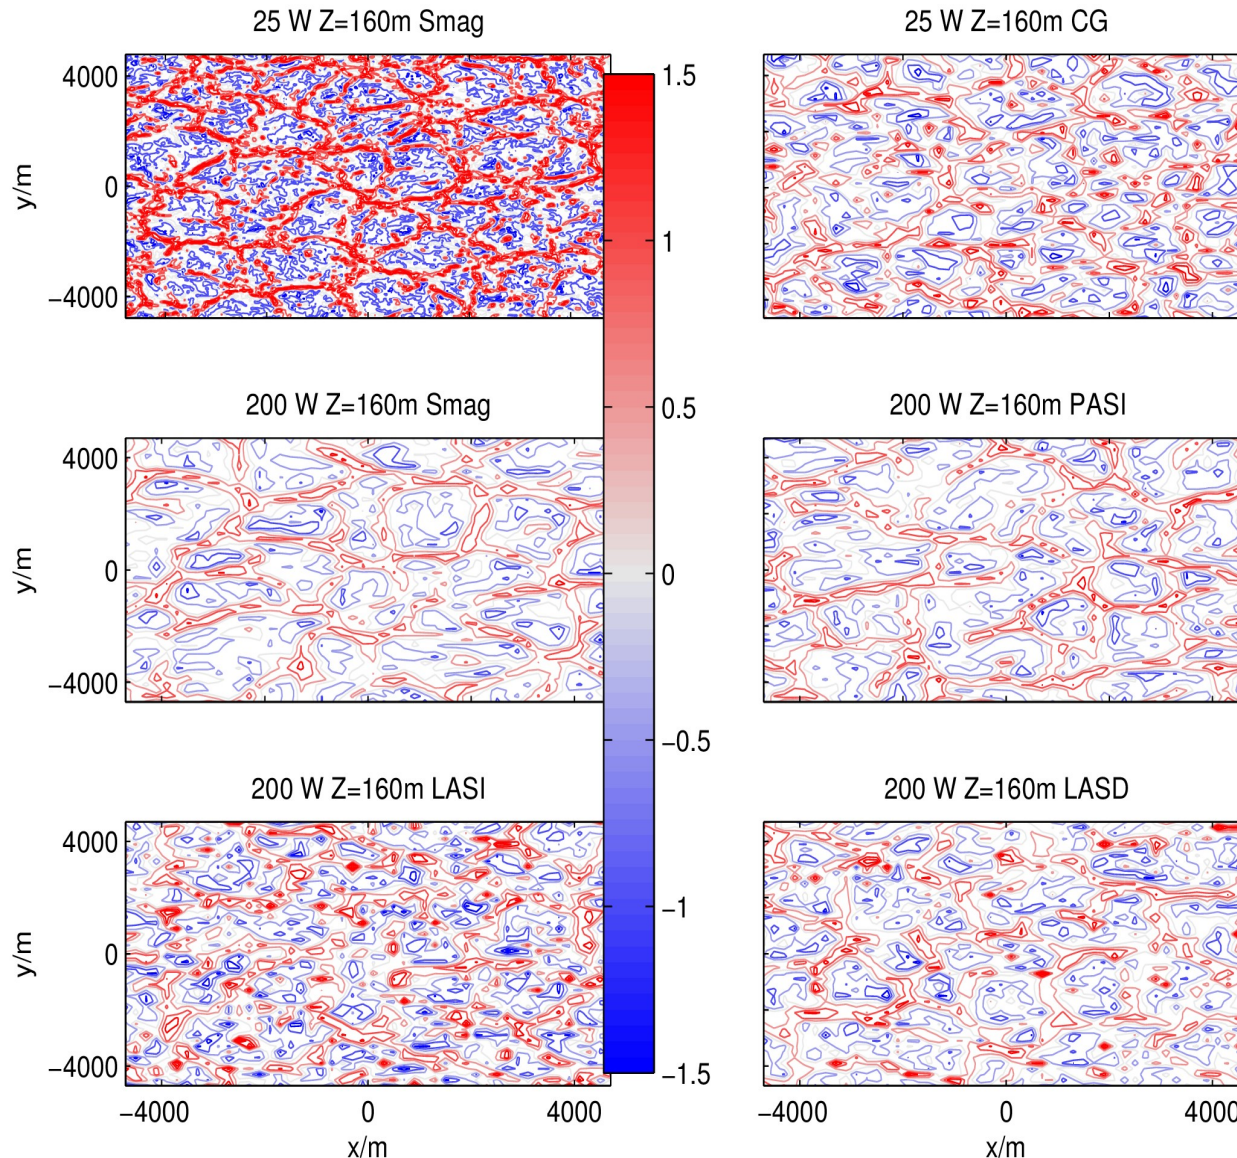 25 W Z=160m Smag
25 W Z=160m CG
4000
0
−4000
y/m
1.5
1
0.5
0
−0.5
−1
−1.5
200 W Z=160m Smag
200 W Z=160m PASI
4000
0
−4000
y/m
200 W Z=160m LASI
200 W Z=160m LASD
4000
0
−4000
y/m
−4000 0 4000
x/m
−4000 0 4000
x/m